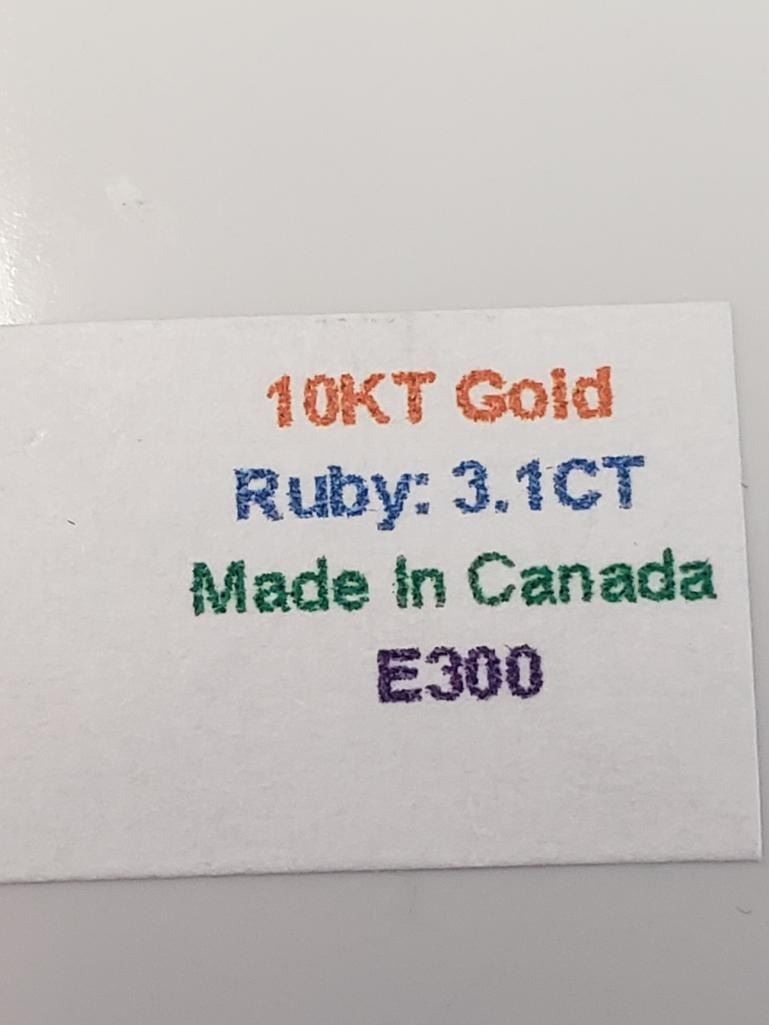 10KT Gold
Ruby: 3.1CT
Made In Canada
E300